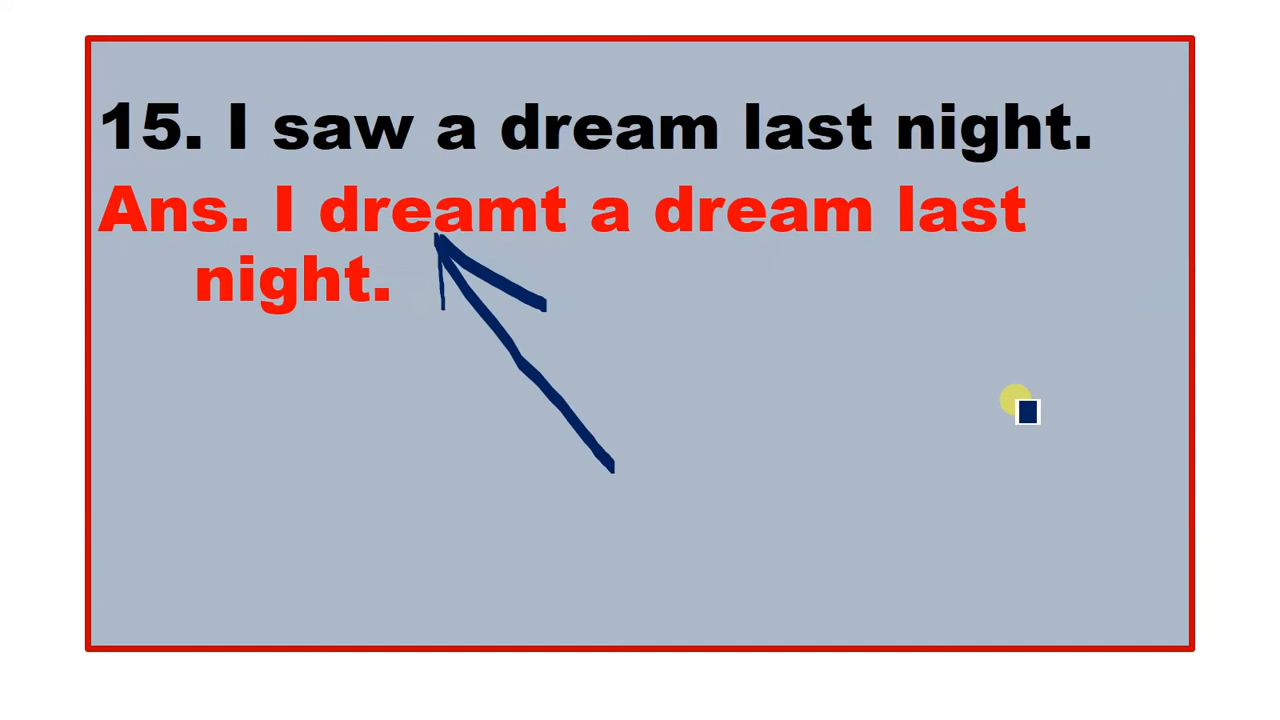 15. I saw a dream last night.
Ans. I dreamt a dream last
night.